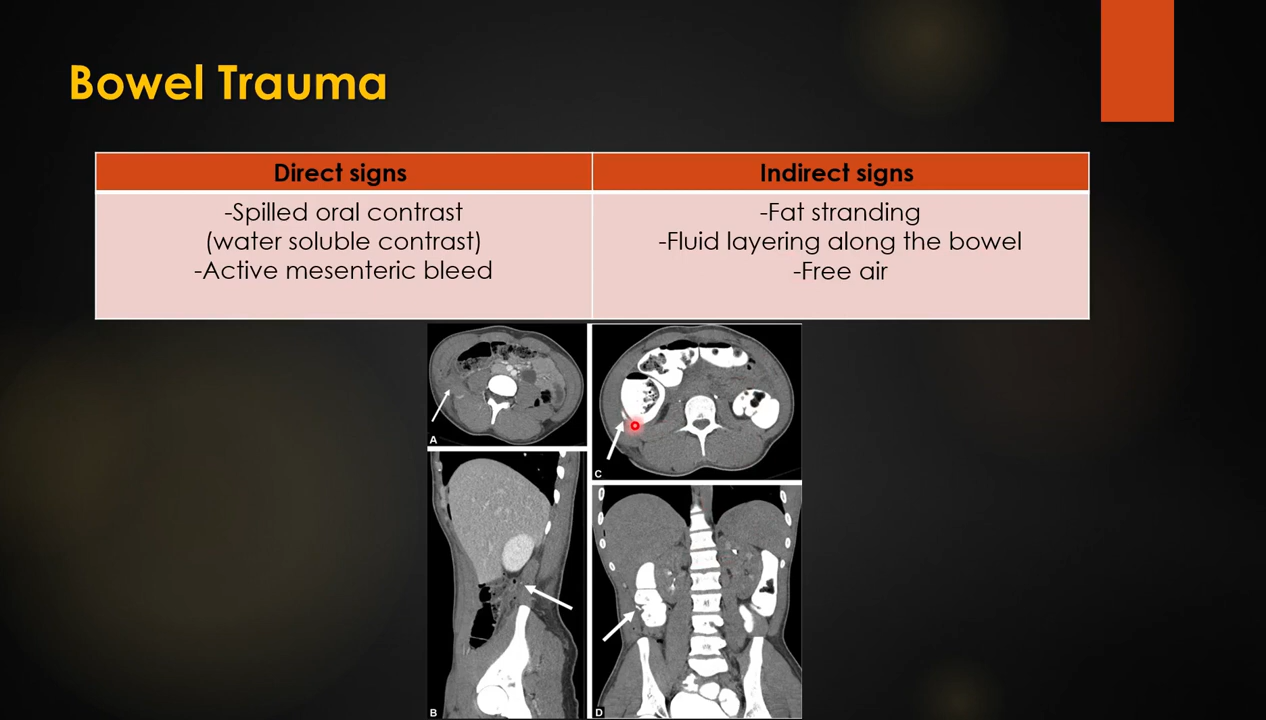 Bowel Trauma
Direct signs
Indirect signs
-Spilled oral contrast
(water soluble contrast)
-Active mesenteric bleed
-Fat stranding
-Fluid layering along the bowel
-Free air
A
C
B
D